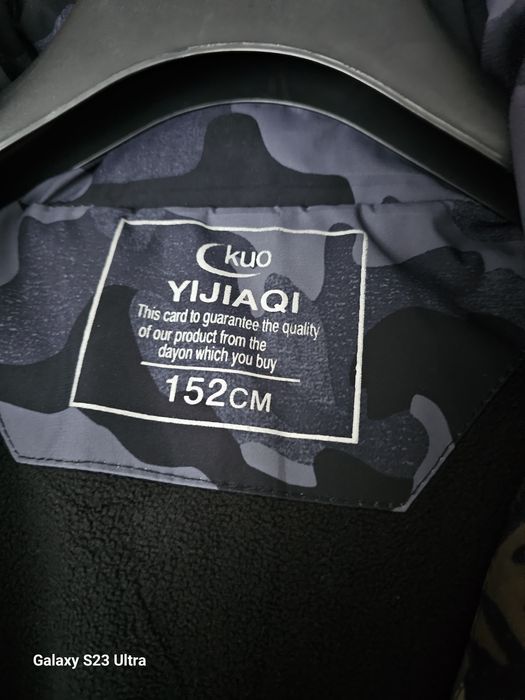 kuo
YIJIAQI
This card to guarantee the quality
of our product from the
dayon which you buy
152CM
Galaxy S23 Ultra